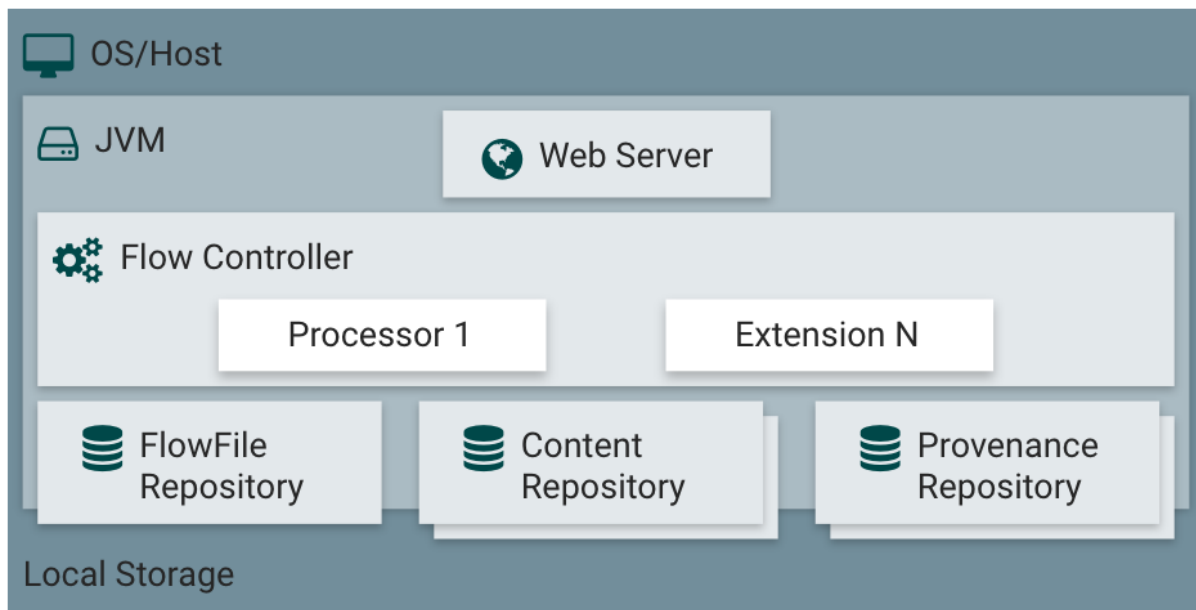 OS/Host
JVM
Web Server
Flow Controller
Processor 1
Extension N
FlowFile
Repository
Content
Repository
Provenance
Repository
Local Storage